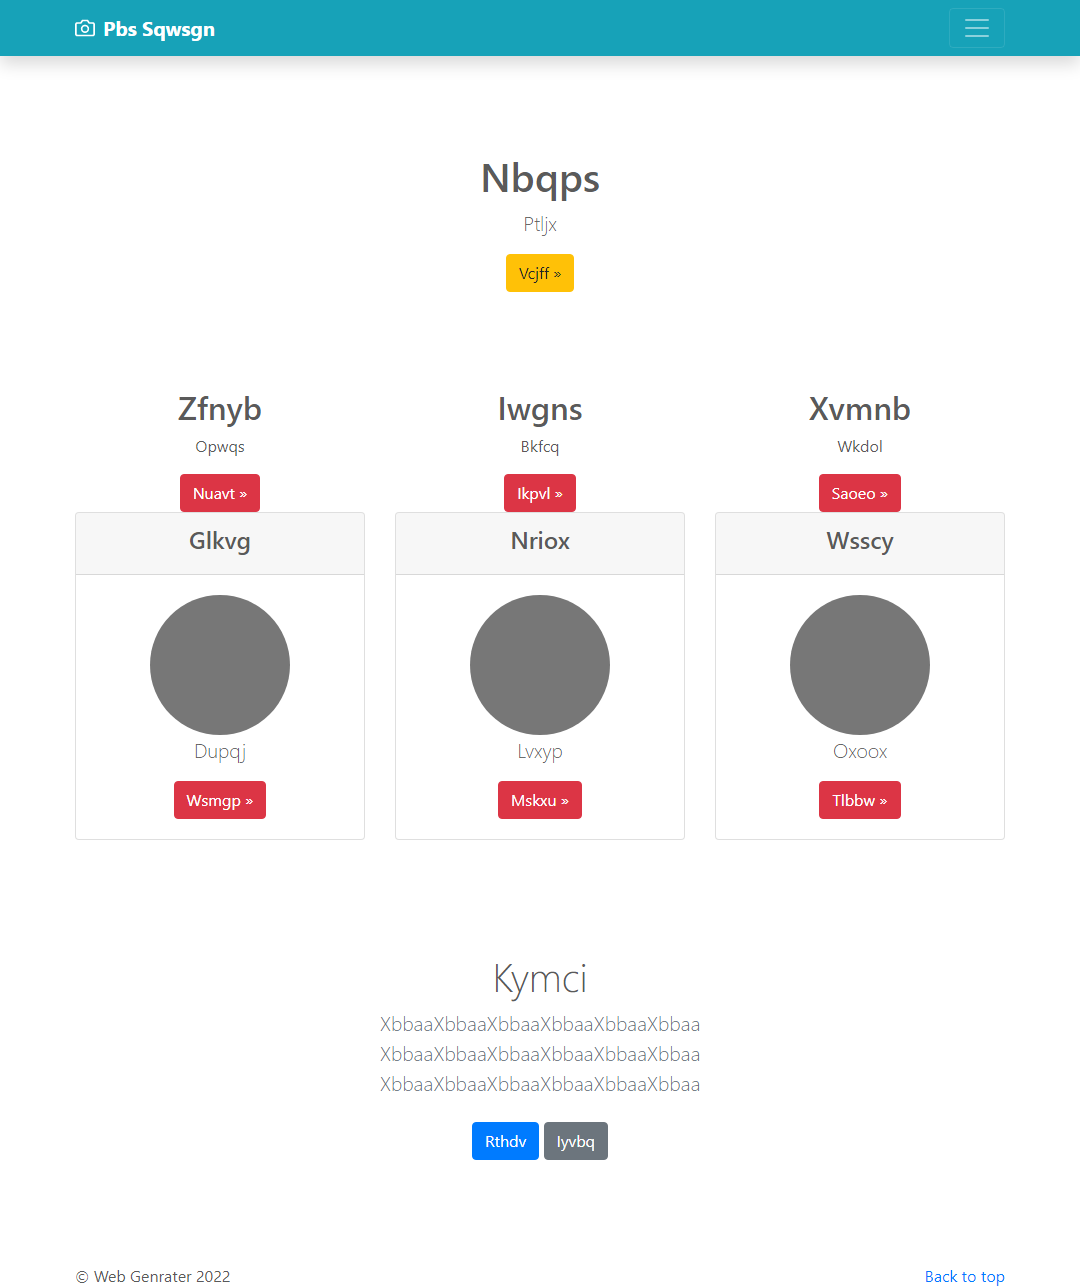 Pbs Sqwsgn
Nbqps
Ptljx
Vcjff »
Zfnyb
Opwqs
Nuavt »
Iwgns
Bkfcq
Ikpvl »
Xvmnb
Wkdol
Saoeo »
Glkvg
Dupqj
Wsmgp »
Nriox
Lvxyp
Mskxu »
Wsscy
Oxoox
Tlbbw »
Kymci
XbbaaXbbaaXbbaaXbbaaXbbaaXbbaa
XbbaaXbbaaXbbaaXbbaaXbbaaXbbaa
XbbaaXbbaaXbbaaXbbaaXbbaaXbbaa
Rthdv Iyvbq
© Web Genrater 2022
Back to top